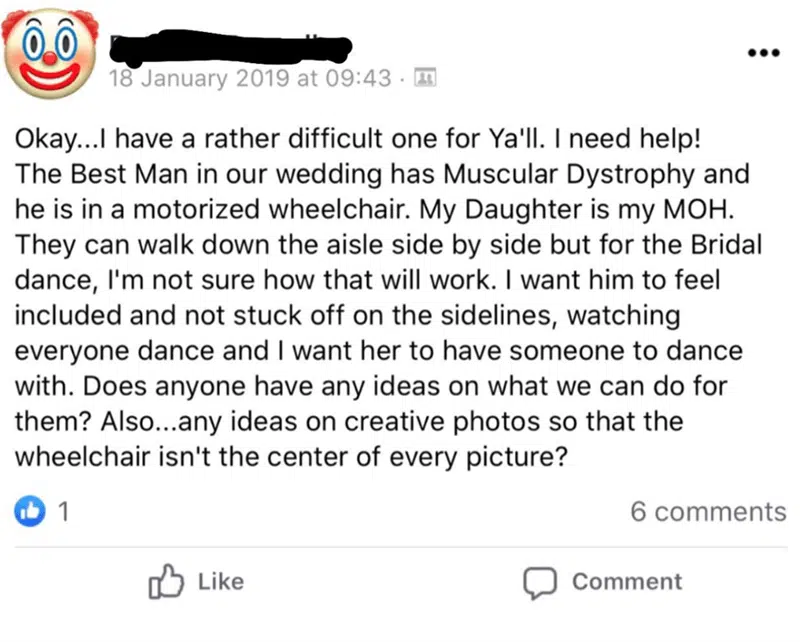 18 January 2019 at 09:43 ·
Okay...I have a rather difficult one for Ya'll. I need help!
The Best Man in our wedding has Muscular Dystrophy and
he is in a motorized wheelchair. My Daughter is my MOH.
They can walk down the aisle side by side but for the Bridal
dance, I'm not sure how that will work. I want him to feel
included and not stuck off on the sidelines, watching
everyone dance and I want her to have someone to dance
with. Does anyone have any ideas on what we can do for
them? Also...any ideas on creative photos so that the
wheelchair isn't the center of every picture?
1
6 comments
Like
Comment